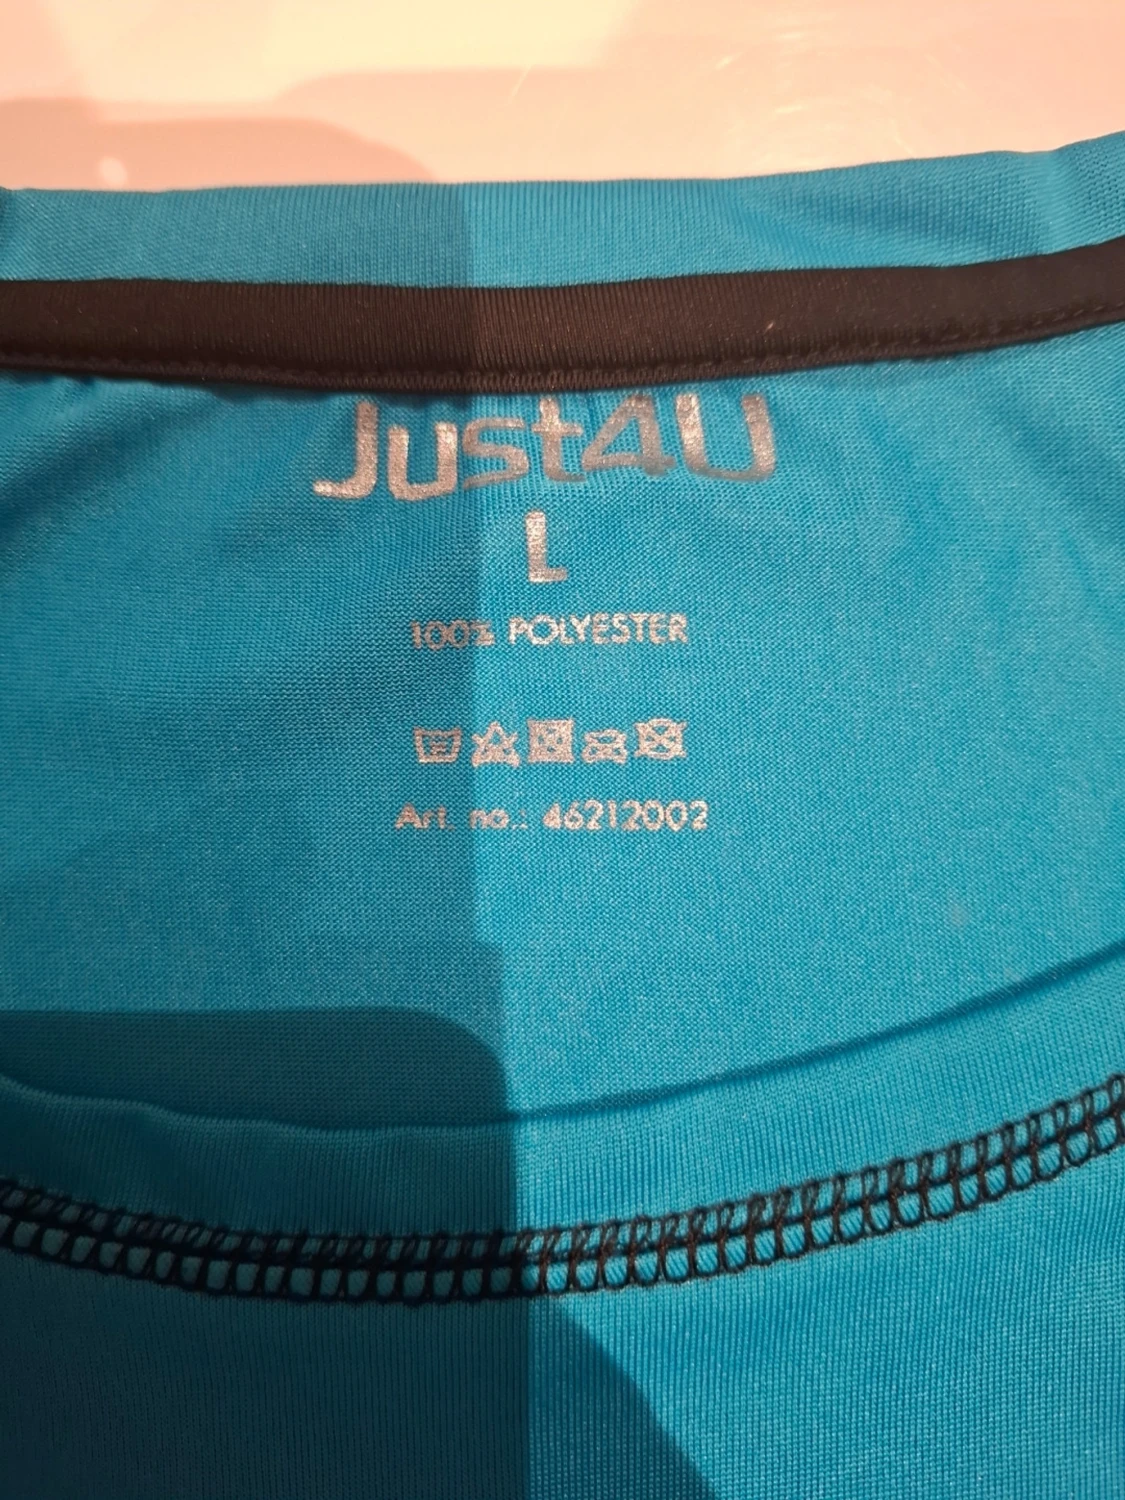 Just4U
L
100% POLYESTER
Art. no.: 46212002